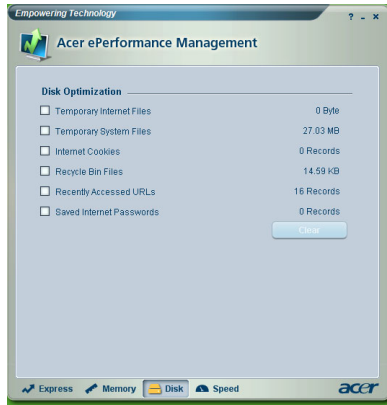 Empowering Technology
? - ×
Acer ePerformance Management
Disk Optimization
Temporary Internet Files 0 Byte
Temporary System Files 27.03 MB
Internet Cookies 0 Records
Recycle Bin Files 14.59 KB
Recently Accessed URLs 16 Records
Saved Internet Passwords 0 Records
Clear
Express Memory Disk Speed acer